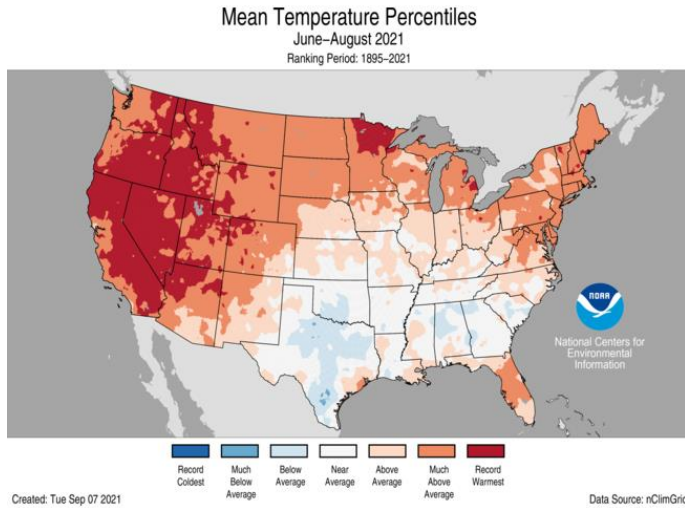 Mean Temperature Percentiles
June–August 2021
Ranking Period: 1895–2021
NOAA
National Centers for
Environmental
Information
Record
Coldest
Much
Below
Average
Below
Average
Near
Average
Above
Average
Much
Above
Average
Record
Warmest
Created: Tue Sep 07 2021
Data Source: nClimGric